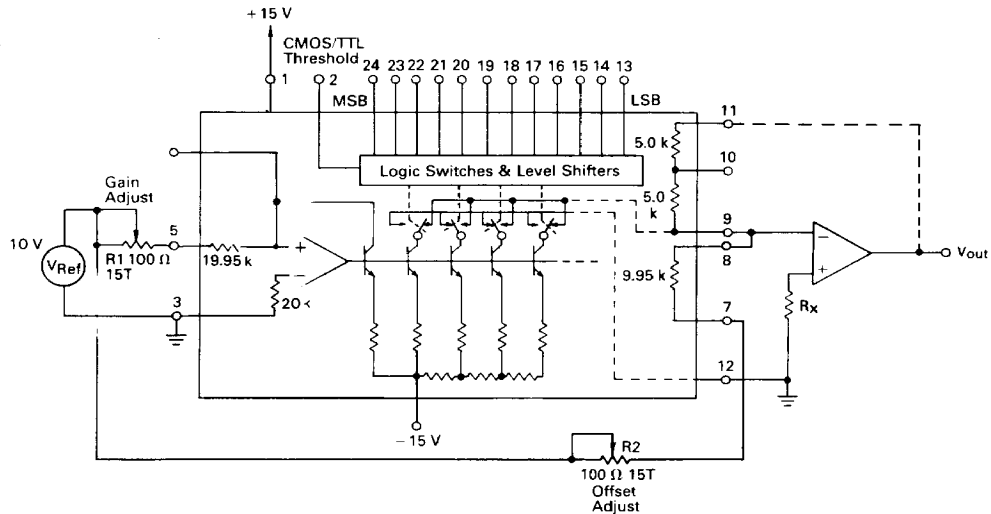 + 15 V
CMOS/TTL
Threshold
1
2
24
23
22
21
20
19
18
17
16
15
14
13
MSB
LSB
11
5.0 k
10
Logic Switches & Level Shifters
5.0
k
Gain
Adjust
9
8
10 V
VRef
5
R1 100 Ω
15T
19.95 k
+
−
9.95 k
−
+
Vout
20 k
3
7
Rx
12
− 15 V
R2
100 Ω 15T
Offset
Adjust